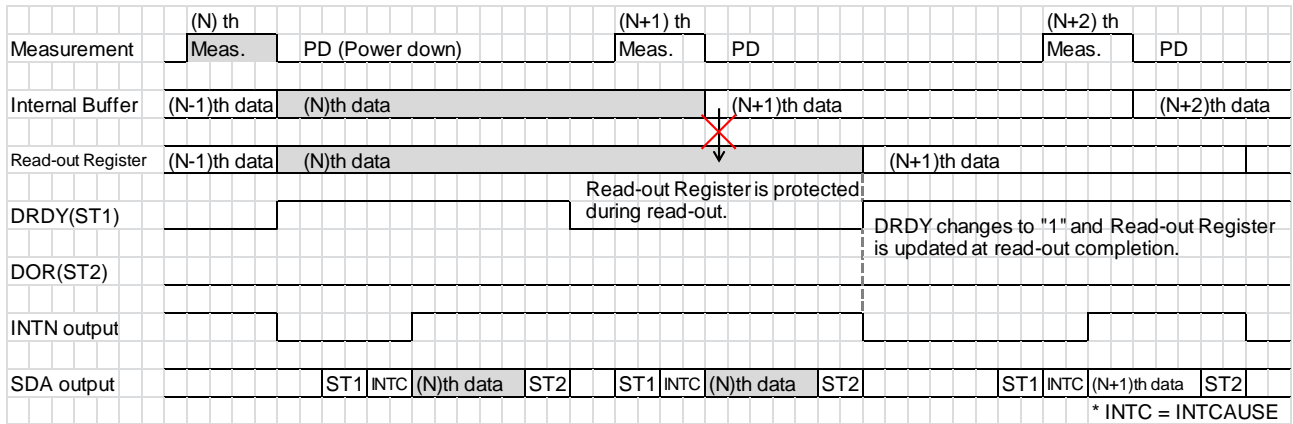 (N) th (N+1) th (N+2) th
Measurement Meas. PD (Power down) Meas. PD Meas. PD
Internal Buffer (N-1)th data (N)th data (N+1)th data (N+2)th data
Read-out Register (N-1)th data (N)th data (N+1)th data
Read-out Register is protected
during read-out.
DRDY(ST1)
DRDY changes to "1" and Read-out Register
is updated at read-out completion.
DOR(ST2)
INTN output
SDA output ST1 INTC (N)th data ST2 ST1 INTC (N)th data ST2 ST1 INTC (N+1)th data ST2
* INTC = INTCAUSE